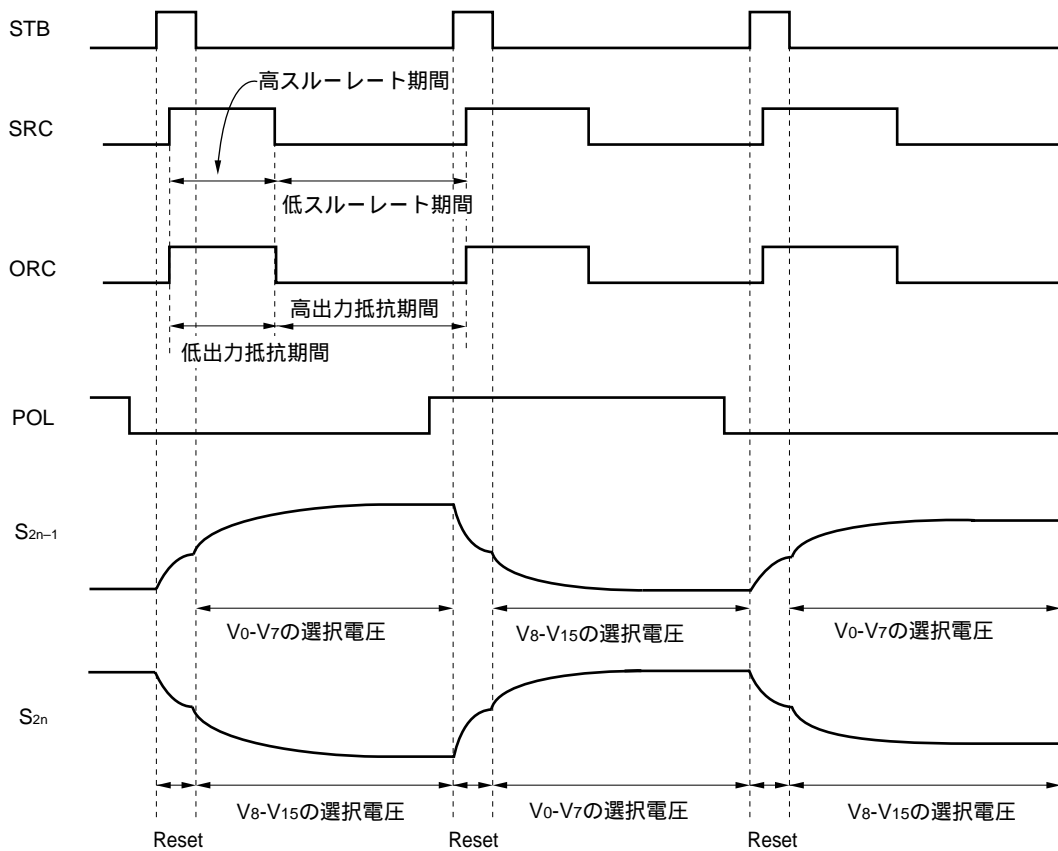 STB
高スルーレート期間
SRC
低スルーレート期間
ORC
高出力抵抗期間
低出力抵抗期間
POL
S2n–1
V0-V7の選択電圧
V8-V15の選択電圧
V0-V7の選択電圧
S2n
V8-V15の選択電圧
V0-V7の選択電圧
V8-V15の選択電圧
Reset
Reset
Reset